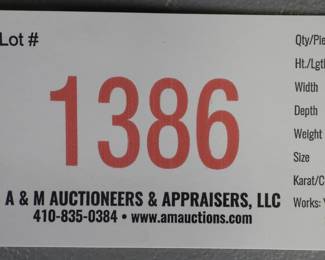 Lot #
1386
A & M AUCTIONEERS & APPRAISERS, LLC
410-835-0384 • www.amauctions.com
Qty/Pie
Ht./Lgth
Width
Depth
Weight
Size
Karat/C
Works: